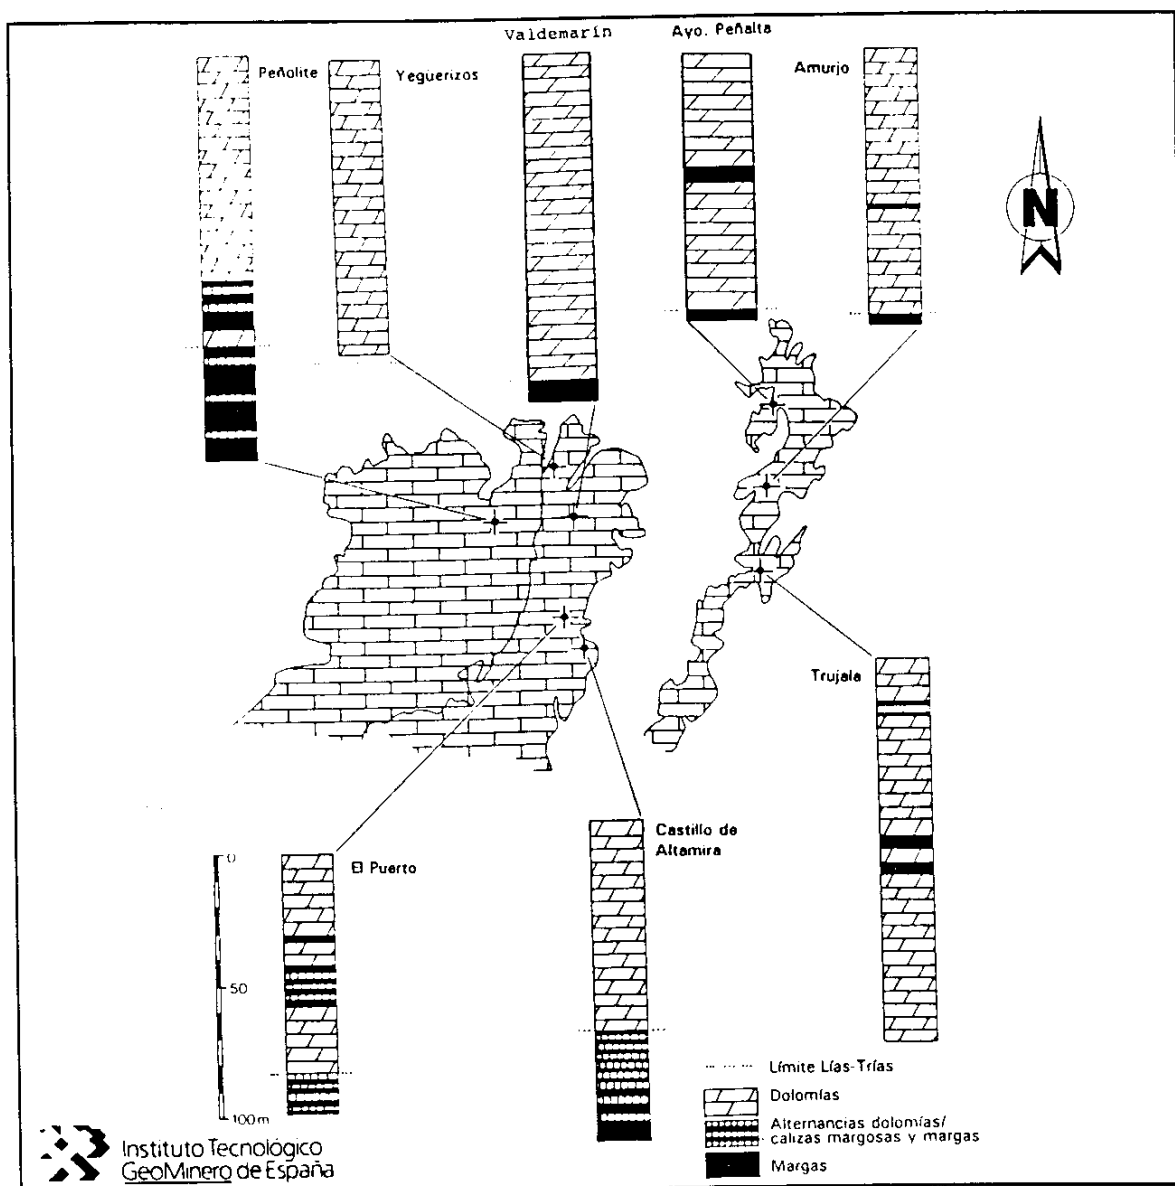 Valdemarín
Ayo. Peñalta
Peñolite
Yeguerizos
Amurjo
N
Trujala
Castillo de
Altamira
El Puerto
0
50
100m
Límite Lías-Trías
Dolomías
Alternancias dolomías/
calizas margosas y margas
Margas
Instituto Tecnológico
GeoMinero de España